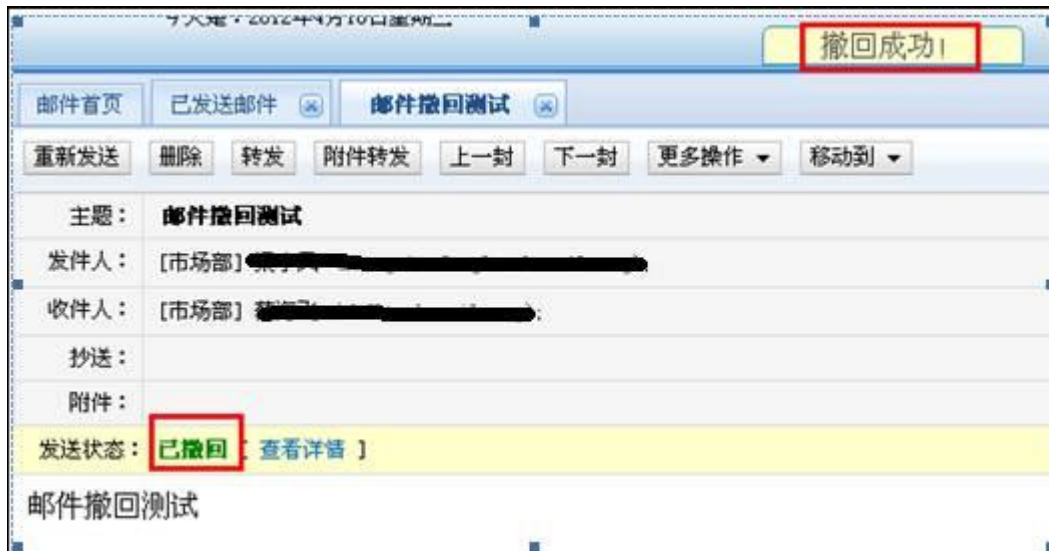 撤回成功!
邮件首页 已发送邮件 邮件撤回测试
重新发送 删除 转发 附件转发 上一封 下一封 更多操作 移动到
主题: 邮件撤回测试
发件人: [市场部]
收件人: [市场部]
抄送:
附件:
发送状态: 已撤回 [ 查看详情 ]
邮件撤回测试